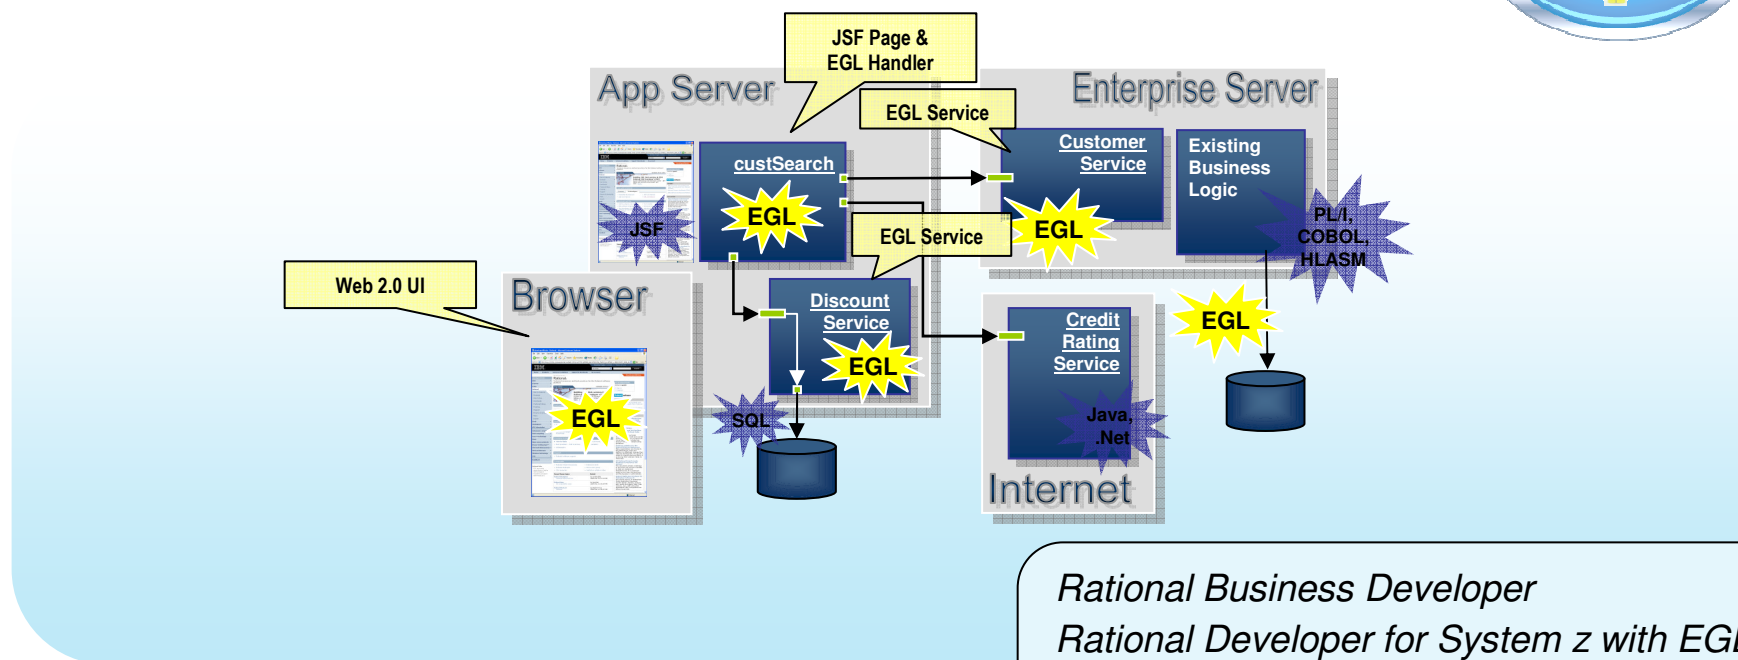 JSF Page &
EGL Handler
App Server
Enterprise Server
EGL Service
custSearch
Customer
Service
Existing
Business
Logic
JSF
EGL
EGL
PL/I,
COBOL,
HLASM
EGL Service
Web 2.0 UI
Browser
Discount
Service
Credit
Rating
Service
EGL
EGL
EGL
SQL
Java,
.Net
Internet
Rational Business Developer
Rational Developer for System z with EGL